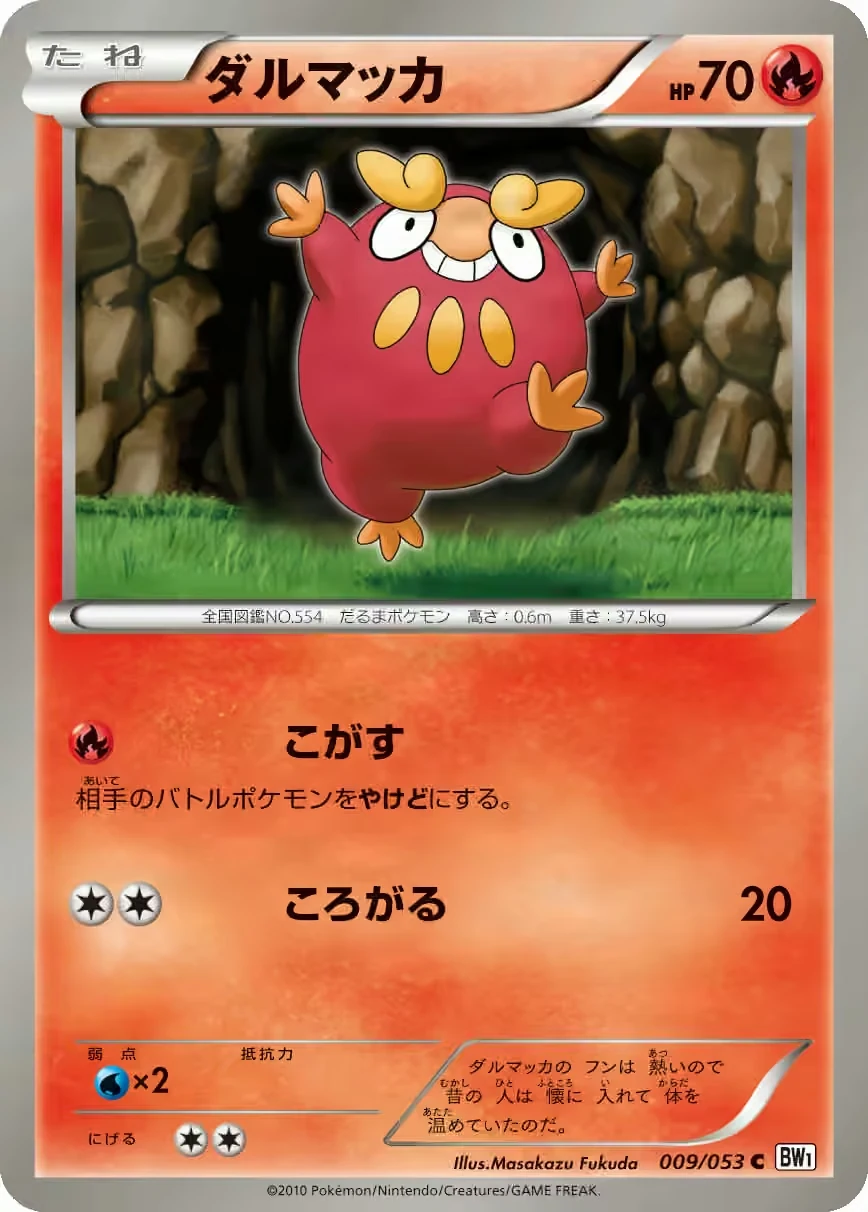 たね ダルマッカ HP70
全国図鑑NO.554 だるまポケモン 高さ:0.6m 重さ:37.5kg
こがす
相手のバトルポケモンをやけどにする。
ころがる 20
弱点 抵抗力
×2
にげる
ダルマッカの フンは 熱いので
昔の 人は 懐に 入れて 体を
温めていたのだ。
Illus.Masakazu Fukuda 009/053 C BW1
©2010 Pokémon/Nintendo/Creatures/GAME FREAK.